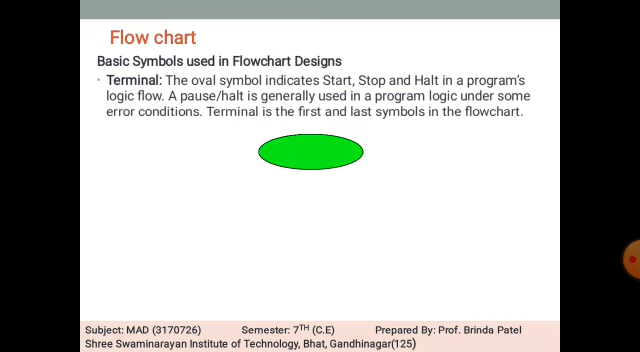 Flow chart
Basic Symbols used in Flowchart Designs
• Terminal: The oval symbol indicates Start, Stop and Halt in a program's
logic flow. A pause/halt is generally used in a program logic under some
error conditions. Terminal is the first and last symbols in the flowchart.
Subject: MAD (3170726) Semester: 7TH (C.E) Prepared By: Prof. Brinda Patel
Shree Swaminarayan Institute of Technology, Bhat, Gandhinagar(125)